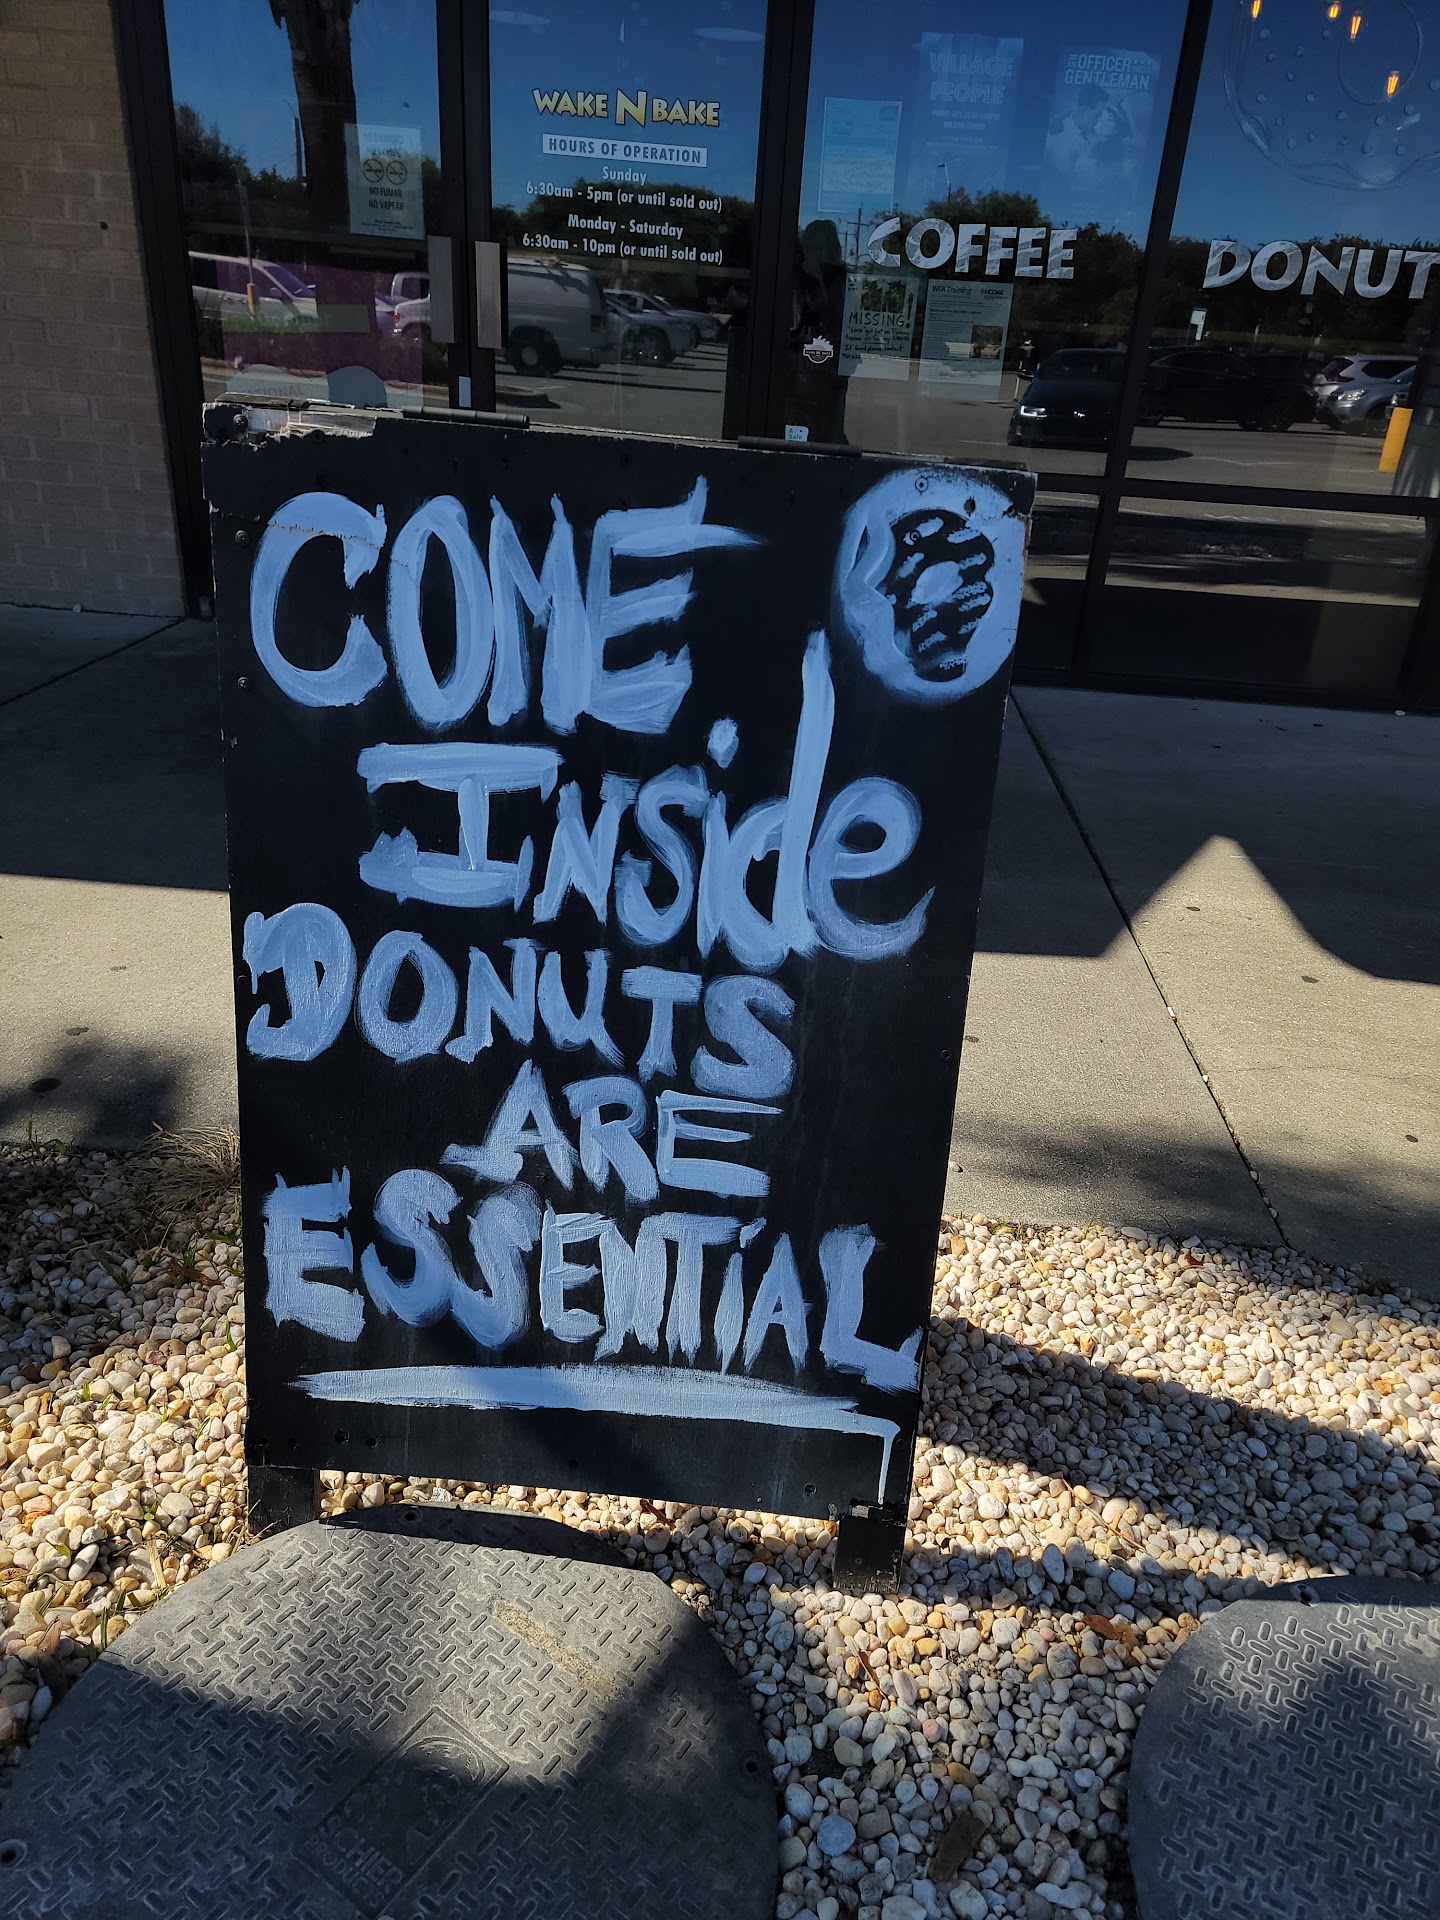 WAKE N BAKE
HOURS OF OPERATION
Sunday
6:30am - 5pm (or until sold out)
Monday - Saturday
6:30am - 10pm (or until sold out)
NO FUMAR
NO VAPEAR
VILLAGE
PEOPLE
OFFICER
GENTLEMAN
COFFEE
DONUT
MISSING!
WFA Training
COME
INSide
DONUTS
ARE
ESSENTiAL